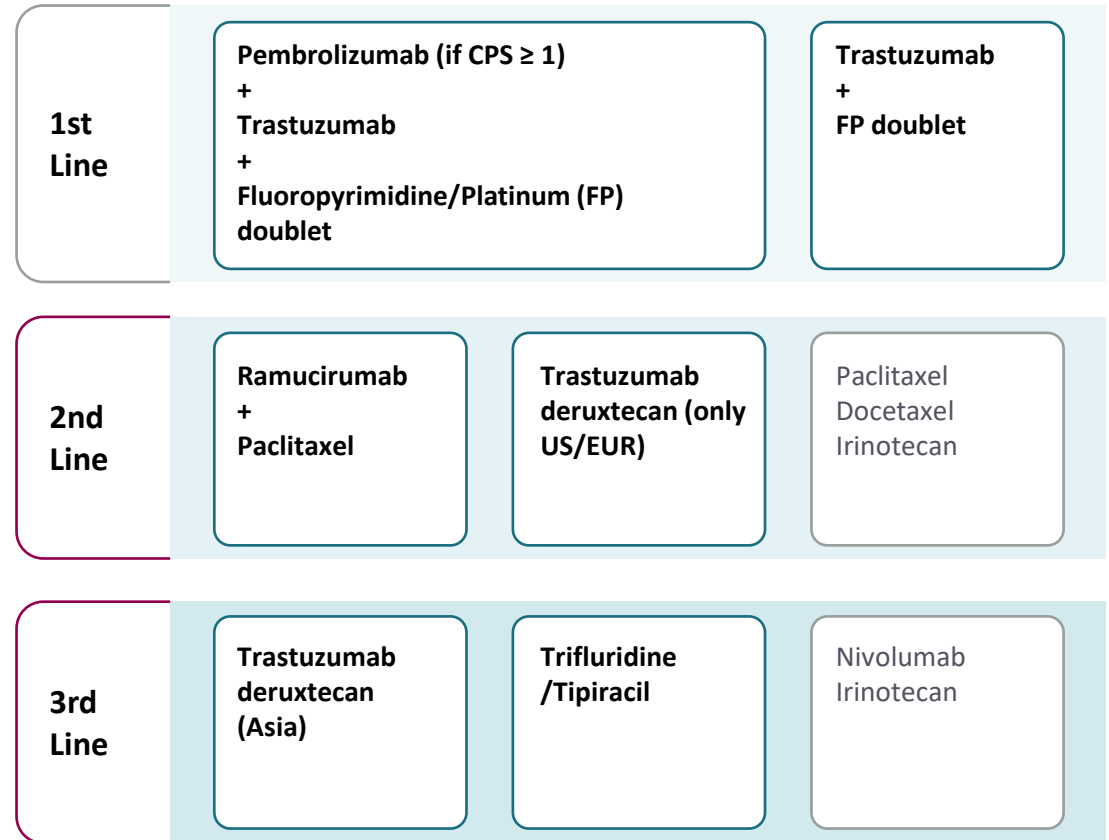 1st
Line
Pembrolizumab (if CPS ≥ 1)
+
Trastuzumab
+
Fluoropyrimidine/Platinum (FP)
doublet
Trastuzumab
+
FP doublet
2nd
Line
Ramucirumab
+
Paclitaxel
Trastuzumab
deruxtecan (only
US/EUR)
Paclitaxel
Docetaxel
Irinotecan
3rd
Line
Trastuzumab
deruxtecan
(Asia)
Trifluridine
/Tipiracil
Nivolumab
Irinotecan